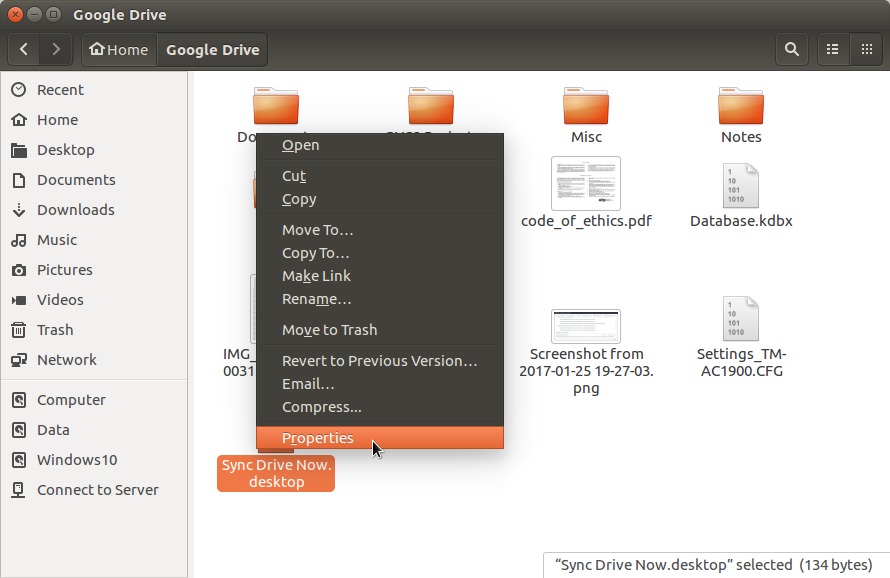 Google Drive
Home
Google Drive
Recent
Home
Desktop
Documents
Downloads
Music
Pictures
Videos
Trash
Network
Computer
Data
Windows10
Connect to Server
Misc
Notes
code_of_ethics.pdf
Database.kdbx
1
10
101
1010
Open
Cut
Copy
Move To…
Copy To…
Make Link
Rename…
Move to Trash
Revert to Previous Version…
Email…
Compress...
Properties
IMG_
0031
Screenshot from
2017-01-25 19-27-03.
png
1
10
101
1010
Settings_TM-
AC1900.CFG
Sync Drive Now.
desktop
“Sync Drive Now.desktop” selected (134 bytes)